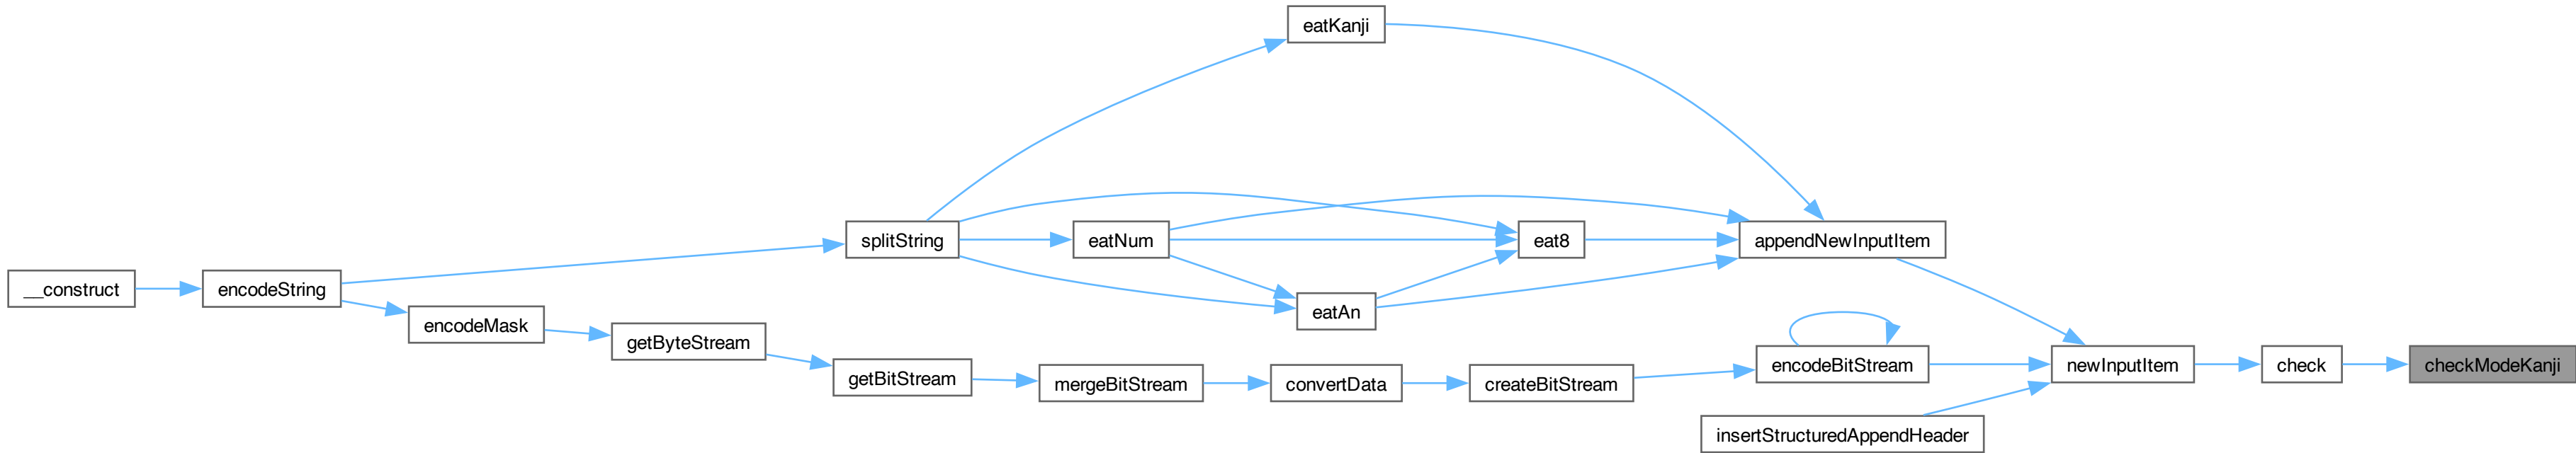 eatKanji
splitString
eatNum
eat8
appendNewInputItem
__construct
encodeString
eatAn
encodeMask
getByteStream
getBitStream
mergeBitStream
convertData
createBitStream
encodeBitStream
newInputItem
check
checkModeKanji
insertStructuredAppendHeader